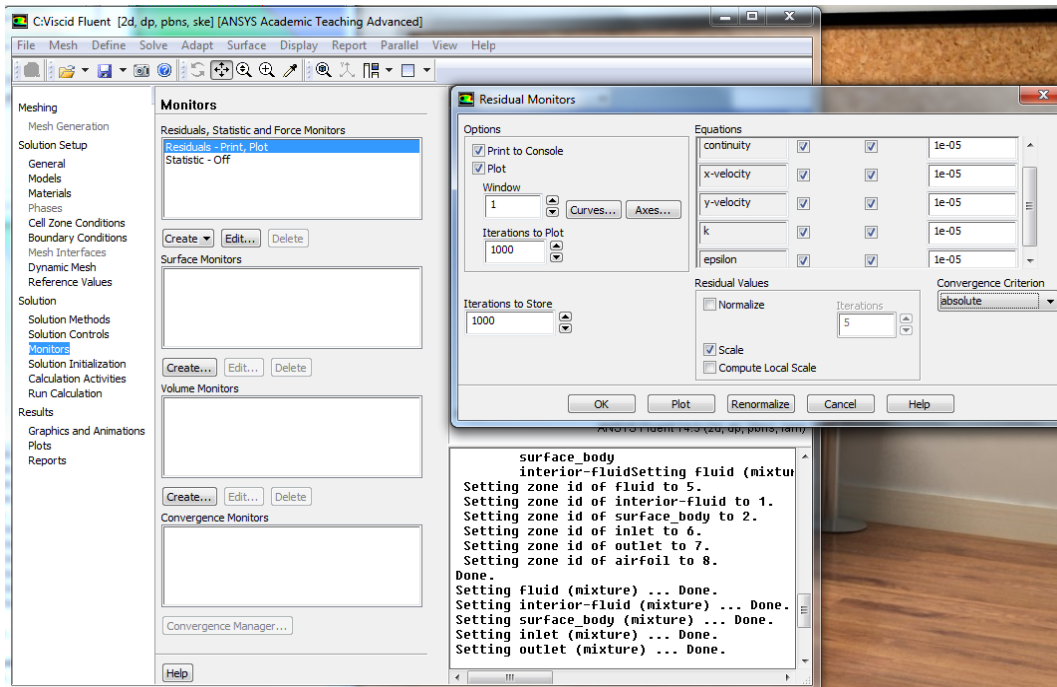 C:Viscid Fluent [2d, dp, pbns, ske] [ANSYS Academic Teaching Advanced]
File Mesh Define Solve Adapt Surface Display Report Parallel View Help
Meshing
Mesh Generation
Solution Setup
General
Models
Materials
Phases
Cell Zone Conditions
Boundary Conditions
Mesh Interfaces
Dynamic Mesh
Reference Values
Solution
Solution Methods
Solution Controls
Monitors
Solution Initialization
Calculation Activities
Run Calculation
Results
Graphics and Animations
Plots
Reports
Monitors
Residuals, Statistic and Force Monitors
Residuals - Print, Plot
Statistic - Off
Create Edit... Delete
Surface Monitors
Create... Edit... Delete
Volume Monitors
Create... Edit... Delete
Convergence Monitors
Convergence Manager...
Help
Residual Monitors
Options
Print to Console
Plot
Window
1 Curves... Axes...
Iterations to Plot
1000
Iterations to Store
1000
Equations
continuity 1e-05
x-velocity 1e-05
y-velocity 1e-05
k 1e-05
epsilon 1e-05
Residual Values
Normalize
Iterations
5
Scale
Compute Local Scale
Convergence Criterion
absolute
OK Plot Renormalize Cancel Help
surface_body
interior-fluidSetting fluid (mixtur
Setting zone id of fluid to 5.
Setting zone id of interior-fluid to 1.
Setting zone id of surface_body to 2.
Setting zone id of inlet to 6.
Setting zone id of outlet to 7.
Setting zone id of airfoil to 8.
Done.
Setting fluid (mixture) ... Done.
Setting interior-fluid (mixture) ... Done.
Setting surface_body (mixture) ... Done.
Setting inlet (mixture) ... Done.
Setting outlet (mixture) ... Done.